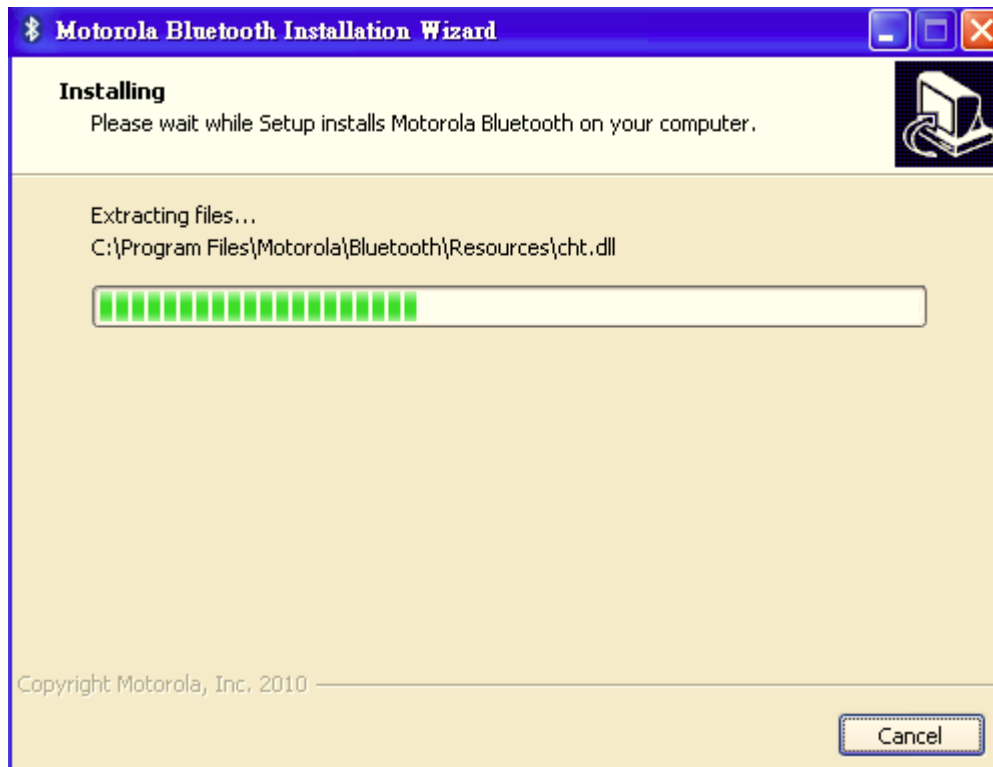 Motorola Bluetooth Installation Wizard
Installing
Please wait while Setup installs Motorola Bluetooth on your computer.
Extracting files...
C:\Program Files\Motorola\Bluetooth\Resources\cht.dll
Copyright Motorola, Inc. 2010
Cancel